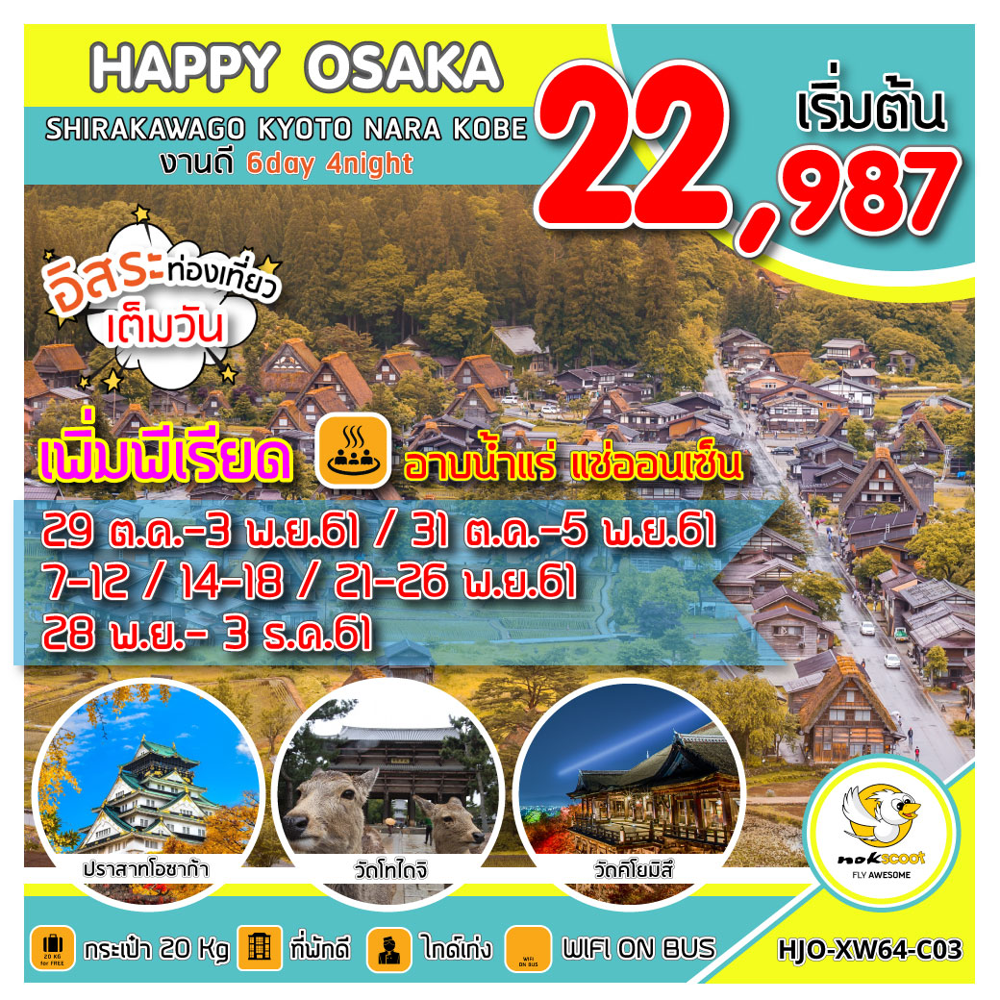 HAPPY OSAKA
SHIRAKAWAGO KYOTO NARA KOBE
งานดี 6day 4night
เริ่มต้น
22,987
อิสระท่องเที่ยว
เต็มวัน
เพิ่มพีเรียด
อาบน้ำแร่ แช่ออนเซ็น
29 ต.ค.-3 พ.ย.61 / 31 ต.ค.-5 พ.ย.61
7-12 / 14-18 / 21-26 พ.ย.61
28 พ.ย.- 3 ธ.ค.61
ปราสาทโอซาก้า
วัดโทไดจิ
วัดคิโยมิสึ
nokscoot
FLY AWESOME
20 KG
for FREE
กระเป๋า 20 Kg
ที่พักดี
ไกด์เก่ง
WIFI
ON BUS
WIFI ON BUS
HJO-XW64-C03